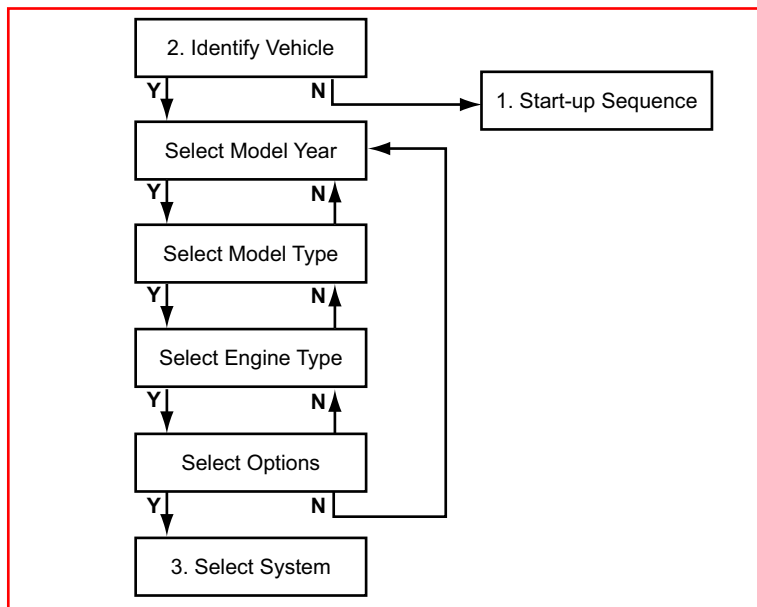 2. Identify Vehicle
Y
N
1. Start-up Sequence
Select Model Year
Y
N
Select Model Type
Y
N
Select Engine Type
Y
N
Select Options
Y
N
3. Select System